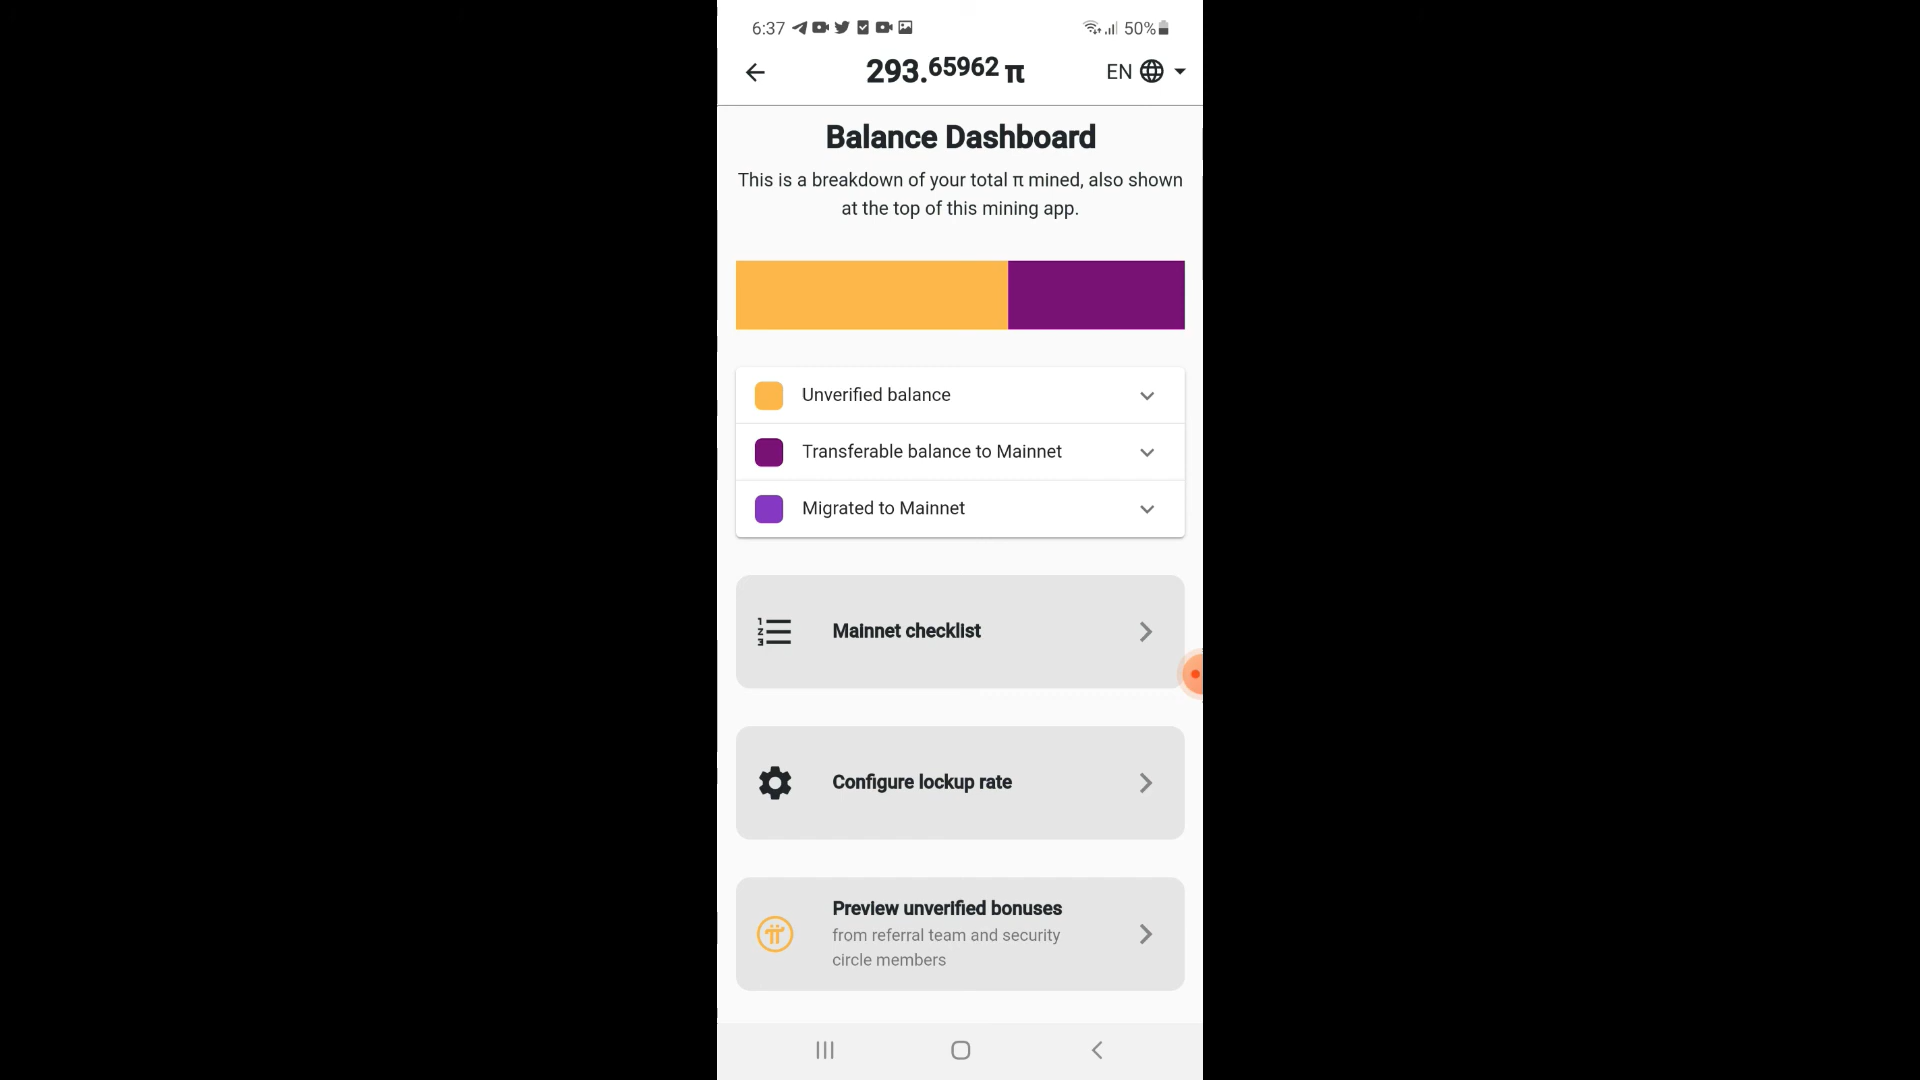 6:37 50%
293.65962 π EN
Balance Dashboard
This is a breakdown of your total π mined, also shown
at the top of this mining app.
Unverified balance
Transferable balance to Mainnet
Migrated to Mainnet
Mainnet checklist
Configure lockup rate
Preview unverified bonuses
from referral team and security
circle members